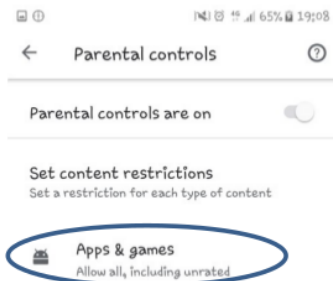 65% 19:08
Parental controls
Parental controls are on
Set content restrictions
Set a restriction for each type of content
Apps & games
Allow all, including unrated